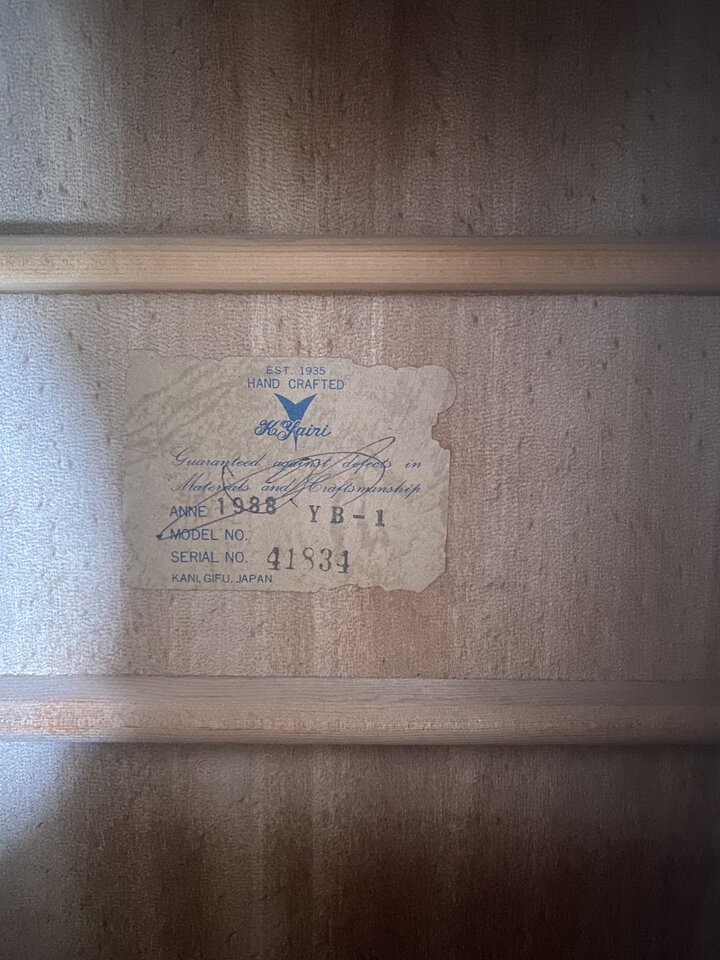 EST. 1935
HAND CRAFTED
K.Yairi
Guaranteed against defects in
Materials and Craftsmanship
ANNE 1988 YB-1
MODEL NO.
SERIAL NO. 41834
KANI, GIFU, JAPAN